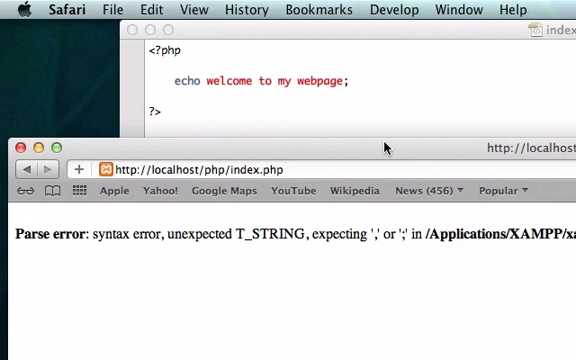 Safari File Edit View History Bookmarks Develop Window Help
index
<?php
echo welcome to my webpage;
?>
http://localhost
http://localhost/php/index.php
Apple Yahoo! Google Maps YouTube Wikipedia News (456) Popular
Parse error: syntax error, unexpected T_STRING, expecting ',' or ';' in /Applications/XAMPP/xa